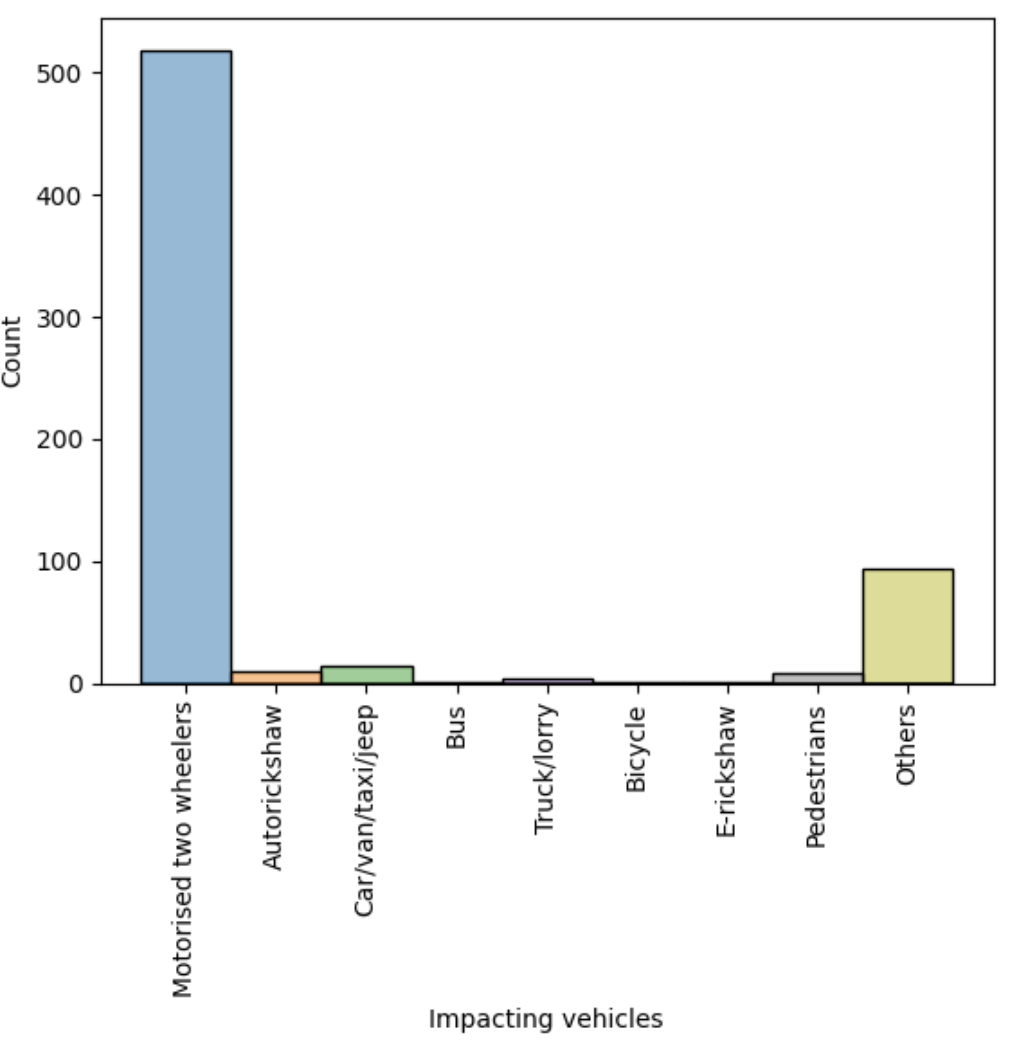 500
400
300
200
100
0
Count
Motorised two wheelers
Autorickshaw
Car/van/taxi/jeep
Bus
Truck/lorry
Bicycle
E-rickshaw
Pedestrians
Others
Impacting vehicles